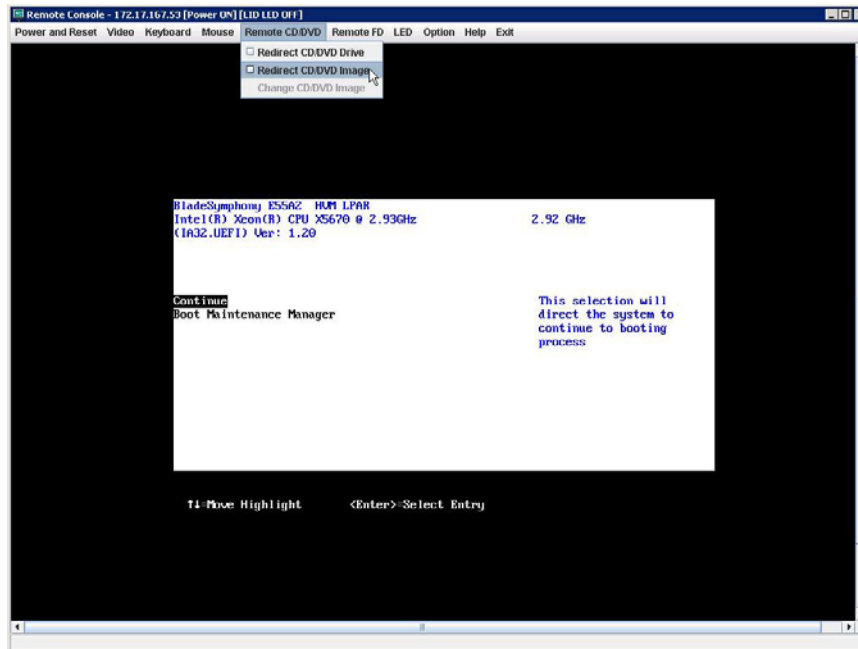 Remote Console - 172.17.167.53 [Power ON] [LID LED OFF]
Power and Reset Video Keyboard Mouse Remote CD/DVD Remote FD LED Option Help Exit
Redirect CD/DVD Drive
Redirect CD/DVD Image
Change CD/DVD Image
BladeSymphony E55A2 HVM LPAR
Intel(R) Xeon(R) CPU X5670 @ 2.93GHz 2.92 GHz
(IA32.UEFI) Ver: 1.20
Continue
Boot Maintenance Manager
This selection will
direct the system to
continue to booting
process
↑↓=Move Highlight <Enter>=Select Entry